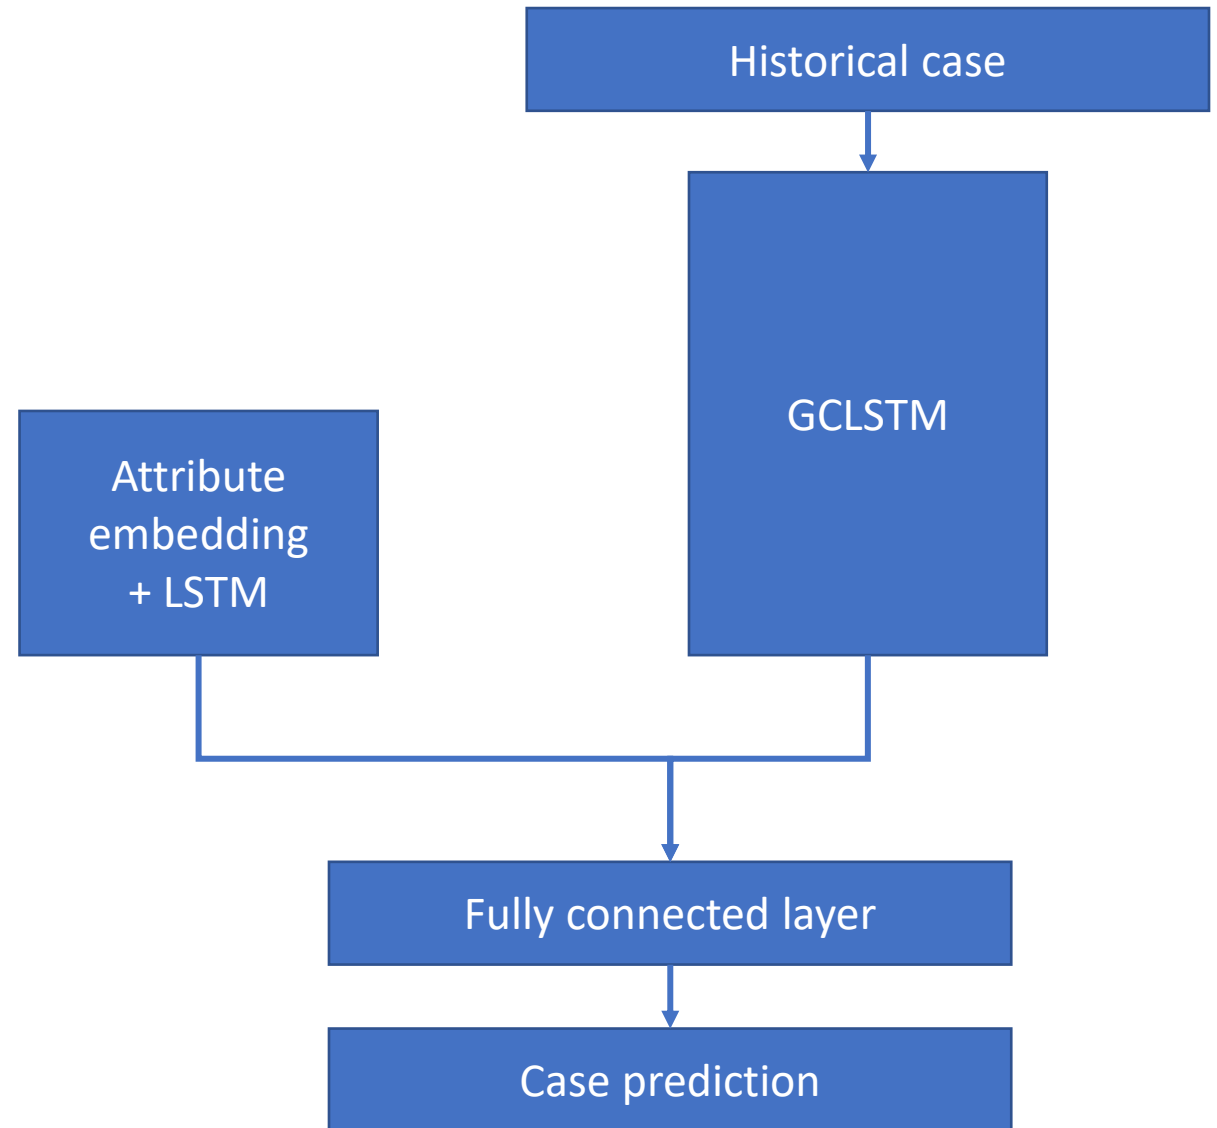 Historical case
GCLSTM
Attribute
embedding
+ LSTM
Fully connected layer
Case prediction